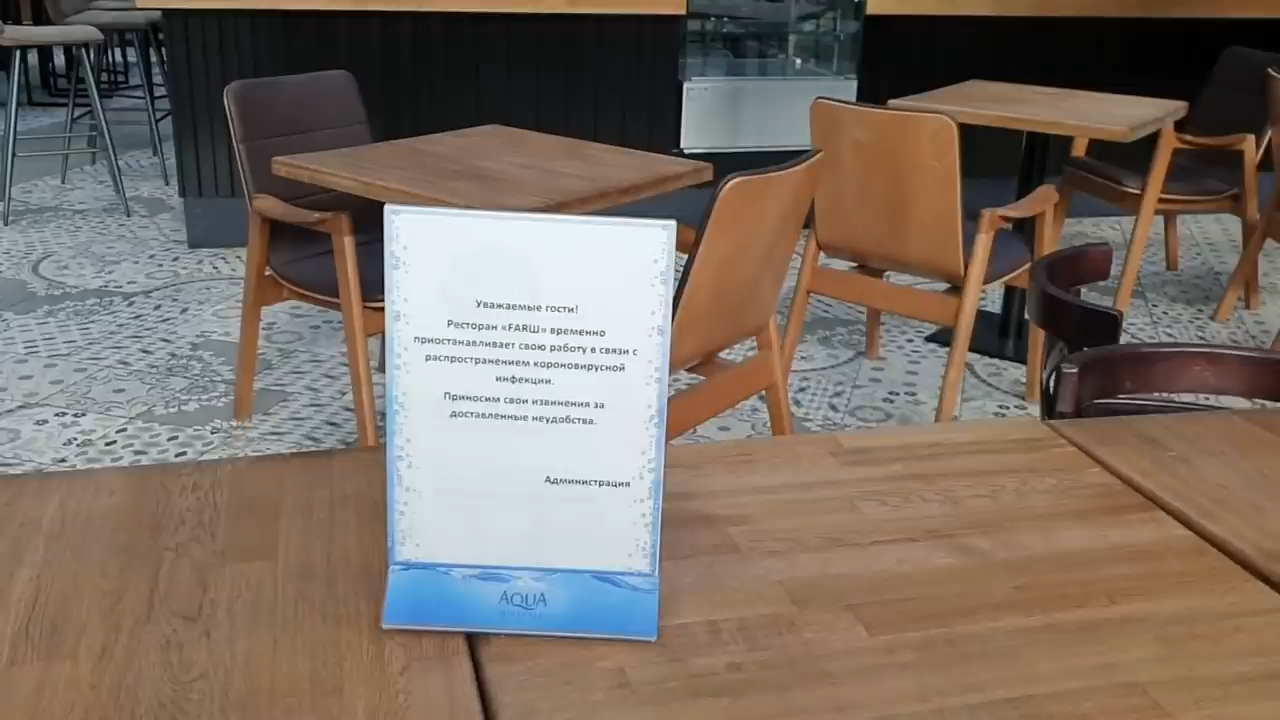 Уважаемые гости!
Ресторан «FARШ» временно
приостанавливает свою работу в связи с
распространением короновирусной
инфекции.
Приносим свои извинения за
доставленные неудобства.
Администрация
AQUA